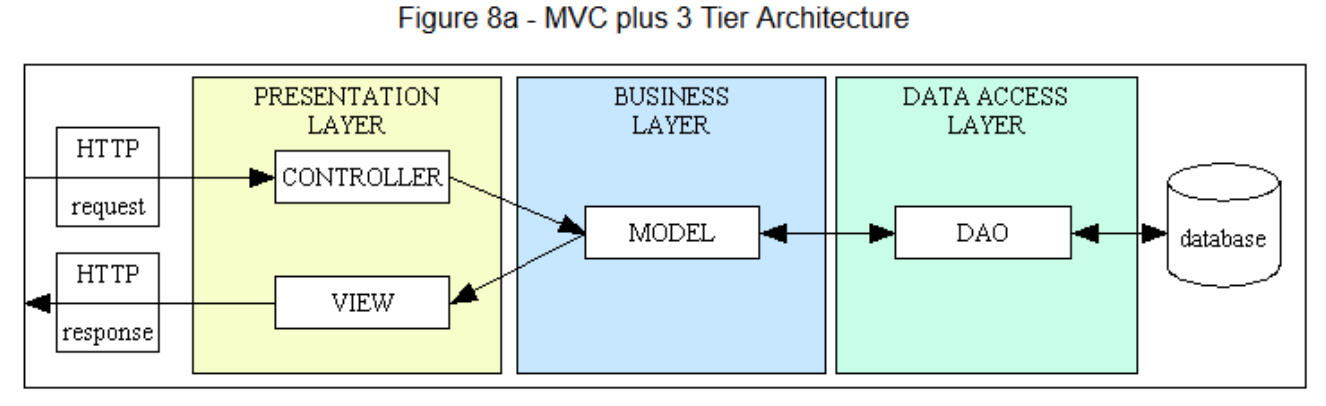 Figure 8a - MVC plus 3 Tier Architecture
PRESENTATION
LAYER
BUSINESS
LAYER
DATA ACCESS
LAYER
HTTP
request
CONTROLLER
MODEL
DAO
database
HTTP
response
VIEW